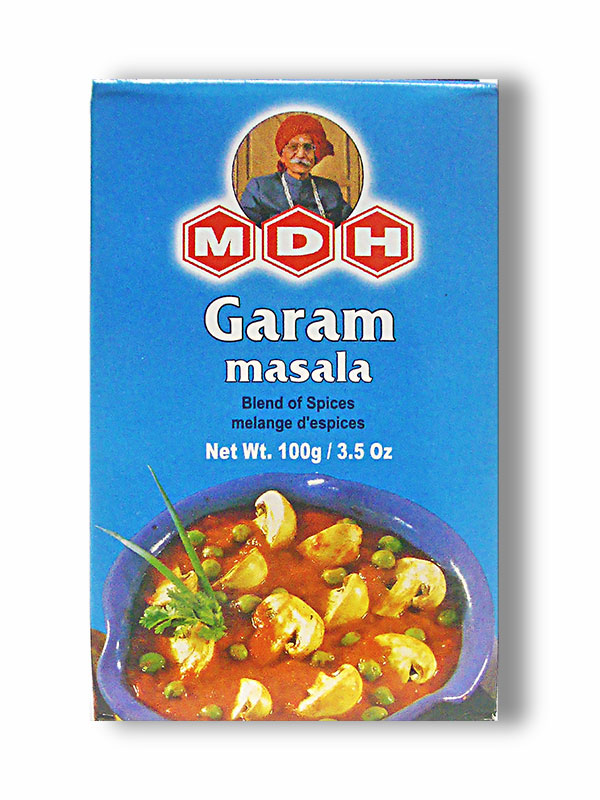 MDH
Garam
masala
Blend of Spices
melange d'espices
Net Wt. 100g / 3.5 Oz